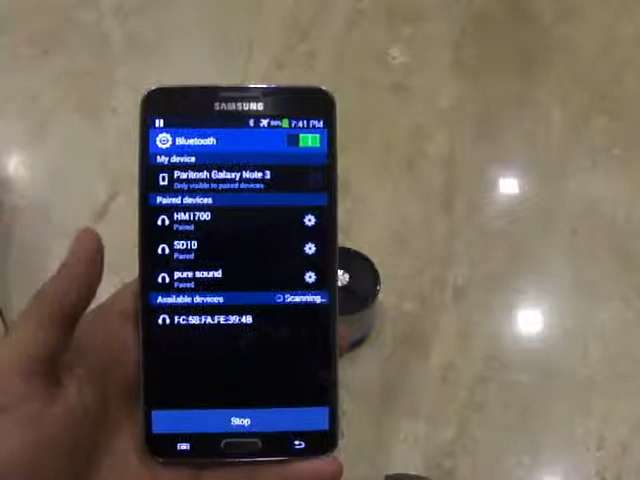 SAMSUNG
7:41 PM
Bluetooth
My device
Paritosh Galaxy Note 3
Only visible to paired devices
Paired devices
HM1700
Paired
SD10
Paired
pure sound
Paired
Available devices Scanning...
FC:58:FA:FE:39:4B
Stop